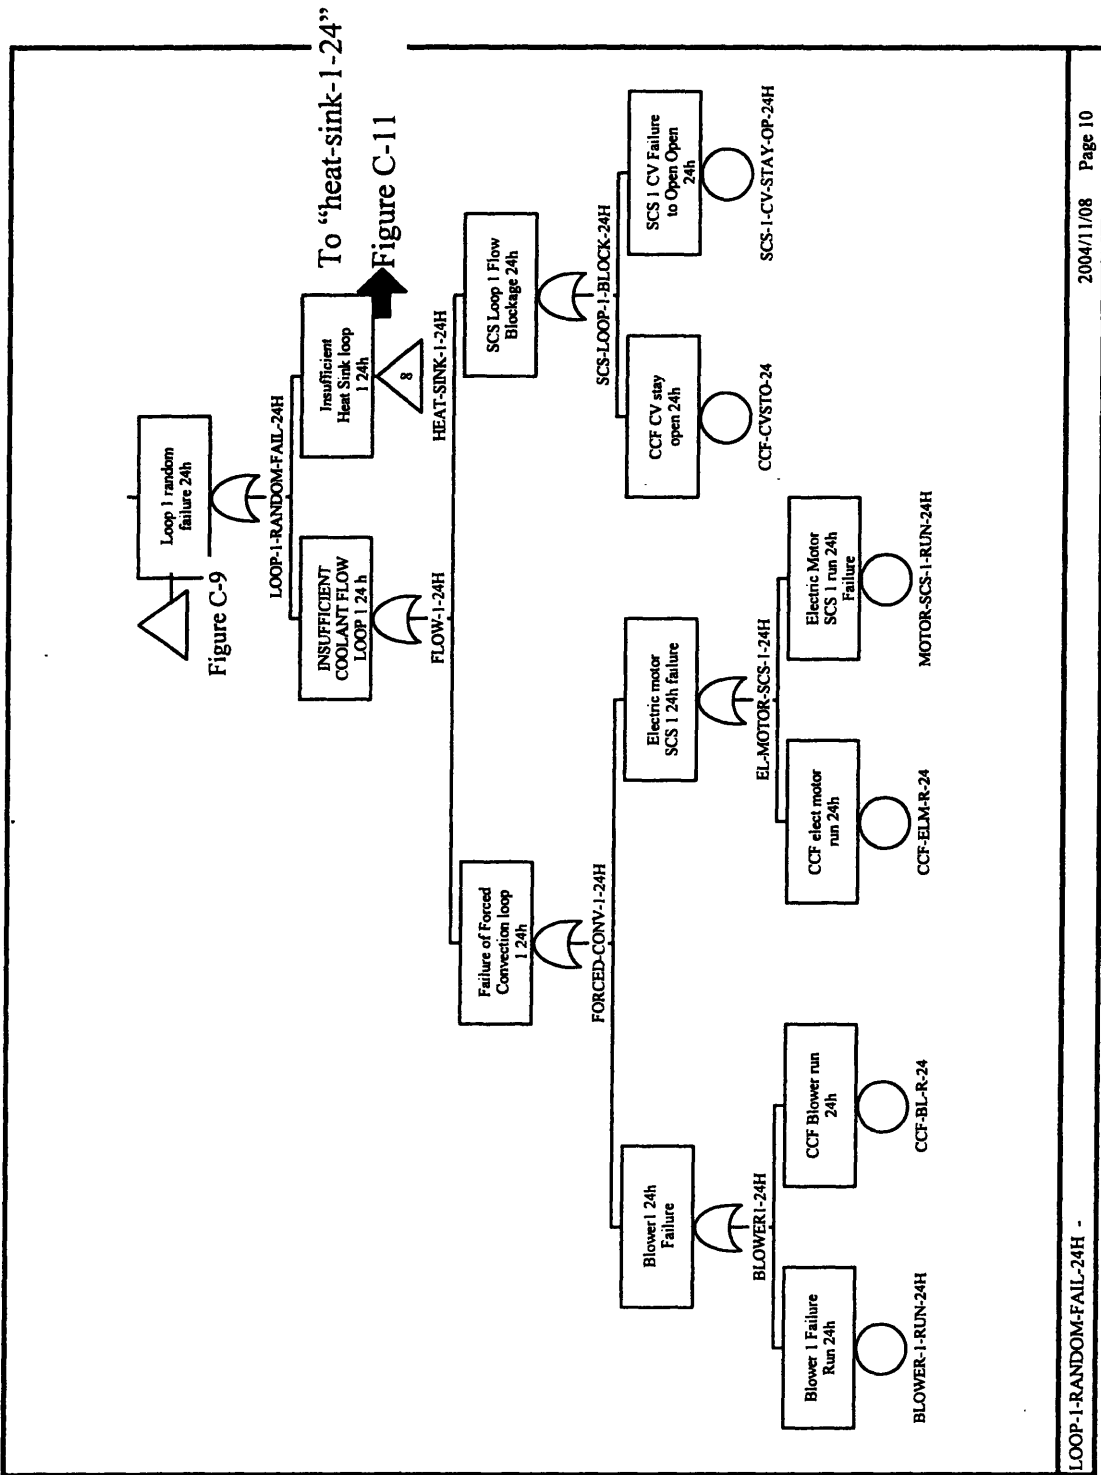 Loop 1 random
failure 24h
Figure C-9
LOOP-1-RANDOM-FAIL-24H
INSUFFICIENT
COOLANT FLOW
LOOP 1 24 h
FLOW-1-24H
Insufficient
Heat Sink loop
1 24h
8
HEAT-SINK-1-24H
To “heat-sink-1-24”
Figure C-11
Failure of Forced
Convection loop
1 24h
FORCED-CONV-1-24H
SCS Loop 1 Flow
Blockage 24h
SCS-LOOP-1-BLOCK-24H
Blower1 24h
Failure
BLOWER1-24H
Electric motor
SCS 1 24h failure
EL-MOTOR-SCS-1-24H
CCF CV stay
open 24h
CCF-CVSTO-24
SCS 1 CV Failure
to Open Open
24h
SCS-1-CV-STAY-OP-24H
Blower 1 Failure
Run 24h
BLOWER-1-RUN-24H
CCF Blower run
24h
CCF-BL-R-24
CCF elect motor
run 24h
CCF-ELM-R-24
Electric Motor
SCS 1 run 24h
Failure
MOTOR-SCS-1-RUN-24H
LOOP-1-RANDOM-FAIL-24H -
2004/11/08 Page 10